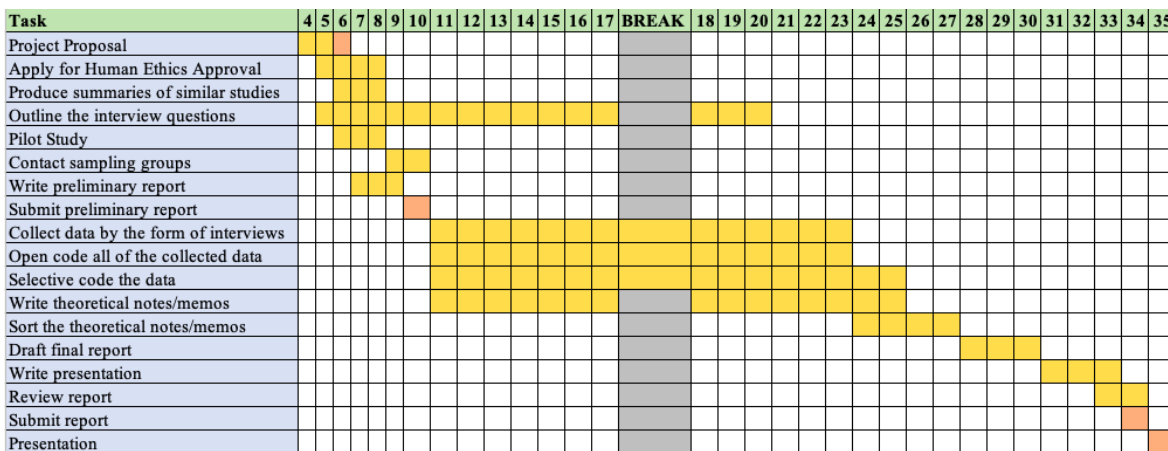 Task 4 5 6 7 8 9 10 11 12 13 14 15 16 17 BREAK 18 19 20 21 22 23 24 25 26 27 28 29 30 31 32 33 34 35
Project Proposal
Apply for Human Ethics Approval
Produce summaries of similar studies
Outline the interview questions
Pilot Study
Contact sampling groups
Write preliminary report
Submit preliminary report
Collect data by the form of interviews
Open code all of the collected data
Selective code the data
Write theoretical notes/memos
Sort the theoretical notes/memos
Draft final report
Write presentation
Review report
Submit report
Presentation